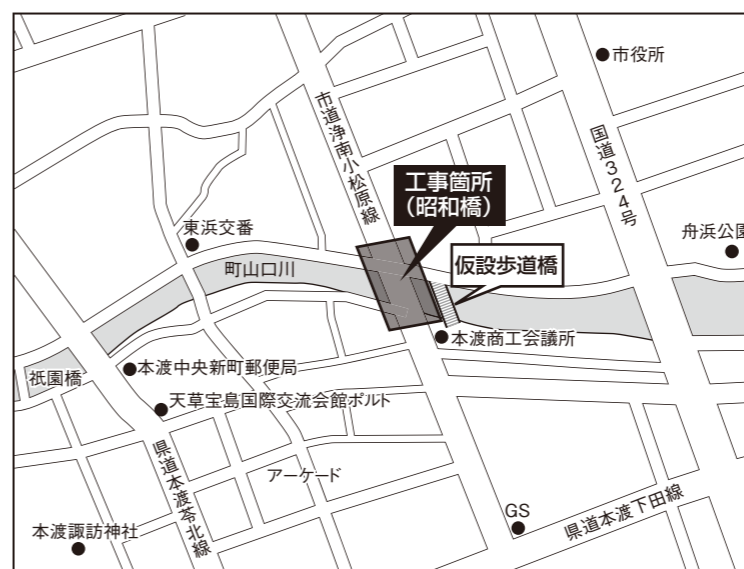 市役所
市道浄南小松原線
国道324号
工事箇所
（昭和橋）
東浜交番
舟浜公園
仮設歩道橋
町山口川
本渡商工会議所
祇園橋
本渡中央新町郵便局
天草宝島国際交流会館ポルト
アーケード
県道本渡苓北線
GS
県道本渡下田線
本渡諏訪神社